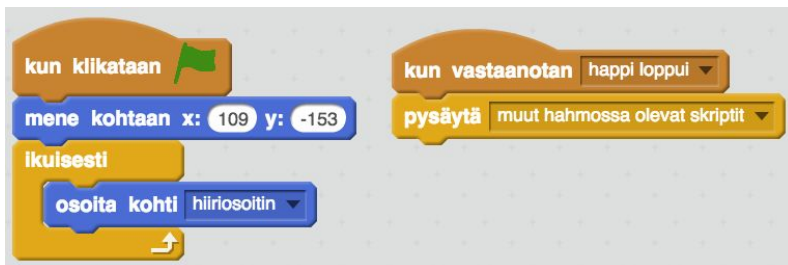 kun klikataan
mene kohtaan x: 109 y: -153
ikuisesti
osoita kohti hiiriosoitin
kun vastaanotan happi loppui
pysäytä muut hahmossa olevat skriptit